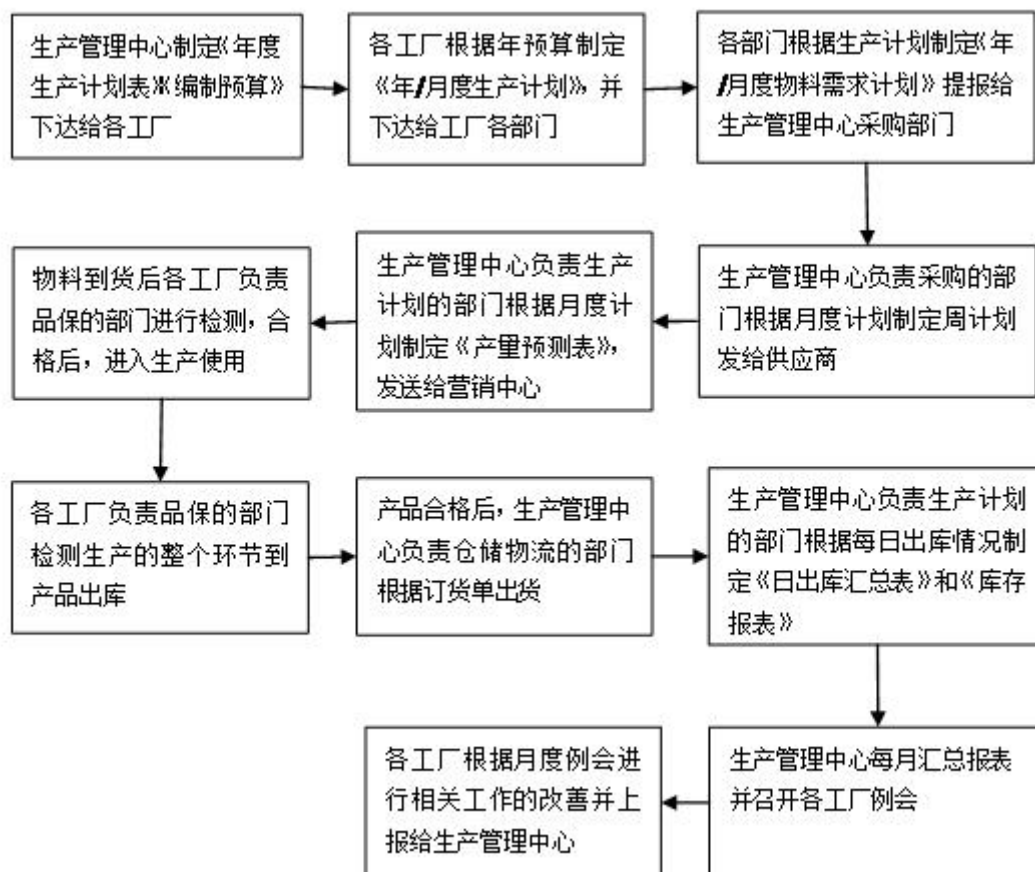 生产管理中心制定《年度
生产计划表》《编制预算》
下达给各工厂
各工厂根据年预算制定
《年/月度生产计划》，并
下达给工厂各部门
各部门根据生产计划制定《年
/月度物料需求计划》提报给
生产管理中心采购部门
生产管理中心负责采购的部
门根据月度计划制定周计划
发给供应商
生产管理中心负责生产
计划的部门根据月度计
划制定《产量预测表》，
发送给营销中心
物料到货后各工厂负责
品保的部门进行检测，合
格后，进入生产使用
各工厂负责品保的部门
检测生产的整个环节到
产品出库
产品合格后，生产管理中
心负责仓储物流的部门
根据订货单出货
生产管理中心负责生产计划
的部门根据每日出库情况制
定《日出库汇总表》和《库存
报表》
生产管理中心每月汇总报表
并召开各工厂例会
各工厂根据月度例会进
行相关工作的改善并上
报给生产管理中心